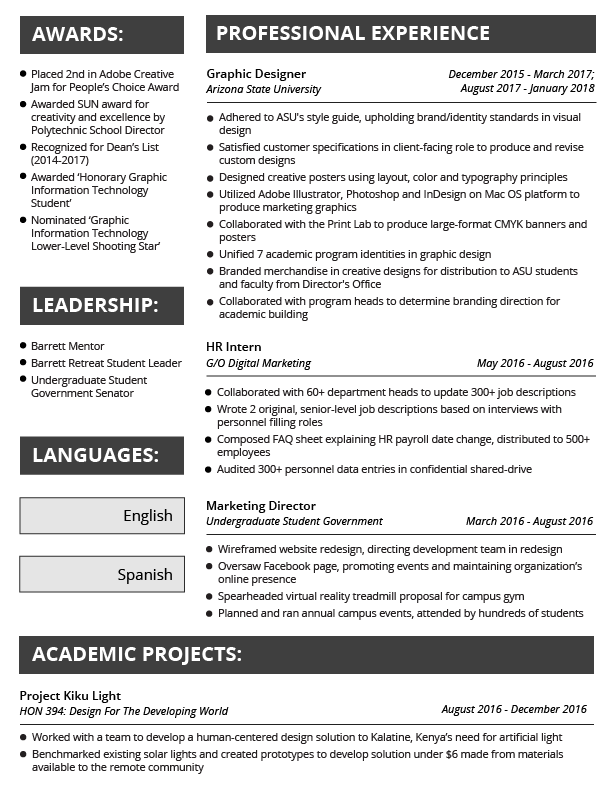 AWARDS:
Placed 2nd in Adobe Creative
Jam for People's Choice Award
Awarded SUN award for
creativity and excellence by
Polytechnic School Director
Recognized for Dean's List
(2014-2017)
Awarded 'Honorary Graphic
Information Technology
Student'
Nominated 'Graphic
Information Technology
Lower-Level Shooting Star'
LEADERSHIP:
Barrett Mentor
Barrett Retreat Student Leader
Undergraduate Student
Government Senator
LANGUAGES:
English
Spanish
PROFESSIONAL EXPERIENCE
Graphic Designer
December 2015 - March 2017;
Arizona State University
August 2017 - January 2018
Adhered to ASU's style guide, upholding brand/identity standards in visual
design
Satisfied customer specifications in client-facing role to produce and revise
custom designs
Designed creative posters using layout, color and typography principles
Utilized Adobe Illustrator, Photoshop and InDesign on Mac OS platform to
produce marketing graphics
Collaborated with the Print Lab to produce large-format CMYK banners and
posters
Unified 7 academic program identities in graphic design
Branded merchandise in creative designs for distribution to ASU students
and faculty from Director's Office
Collaborated with program heads to determine branding direction for
academic building
HR Intern
G/O Digital Marketing May 2016 - August 2016
Collaborated with 60+ department heads to update 300+ job descriptions
Wrote 2 original, senior-level job descriptions based on interviews with
personnel filling roles
Composed FAQ sheet explaining HR payroll date change, distributed to 500+
employees
Audited 300+ personnel data entries in confidential shared-drive
Marketing Director
Undergraduate Student Government March 2016 - August 2016
Wireframed website redesign, directing development team in redesign
Oversaw Facebook page, promoting events and maintaining organization's
online presence
Spearheaded virtual reality treadmill proposal for campus gym
Planned and ran annual campus events, attended by hundreds of students
ACADEMIC PROJECTS:
Project Kiku Light
HON 394: Design For The Developing World August 2016 - December 2016
Worked with a team to develop a human-centered design solution to Kalatine, Kenya's need for artificial light
Benchmarked existing solar lights and created prototypes to develop solution under $6 made from materials
available to the remote community